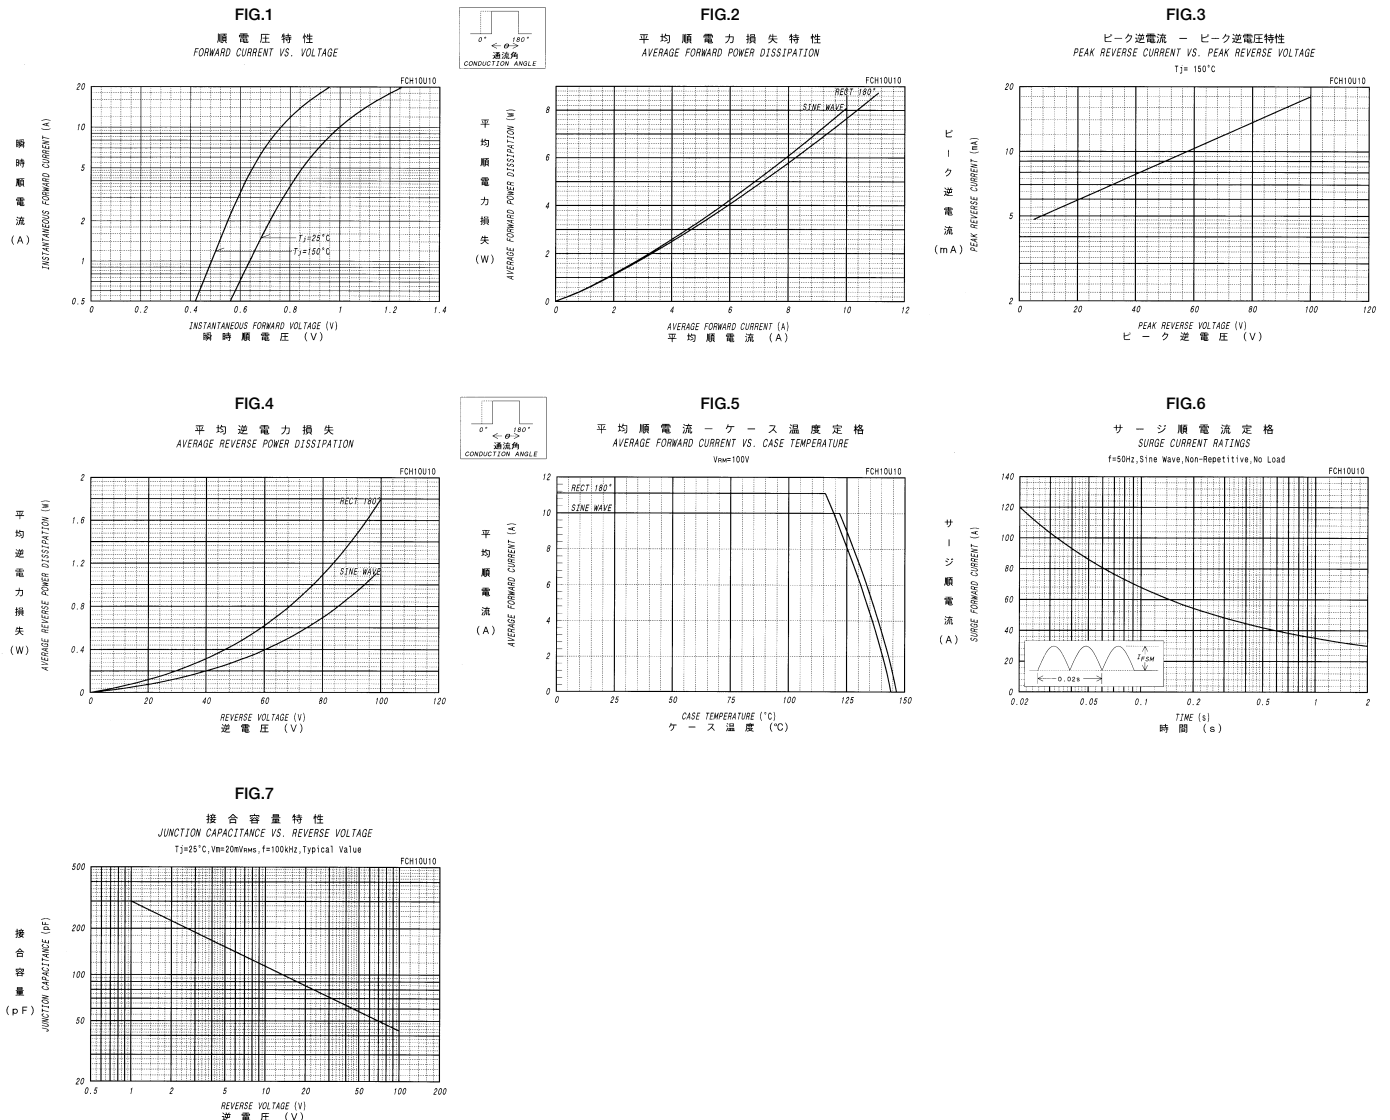 FIG.1
順電圧特性
FORWARD CURRENT VS. VOLTAGE
FCH10U10
瞬時順電流 (A)
INSTANTANEOUS FORWARD CURRENT (A)
20
10
5
2
1
0.5
Tj=25°C
Tj=150°C
0 0.2 0.4 0.6 0.8 1 1.2 1.4
INSTANTANEOUS FORWARD VOLTAGE (V)
瞬時順電圧 (V)
0° 180°
θ
通流角
CONDUCTION ANGLE
FIG.2
平均順電力損失特性
AVERAGE FORWARD POWER DISSIPATION
FCH10U10
平均順電力損失 (W)
AVERAGE FORWARD POWER DISSIPATION (W)
8
6
4
2
0
RECT 180°
SINE WAVE
0 2 4 6 8 10 12
AVERAGE FORWARD CURRENT (A)
平均順電流 (A)
FIG.3
ピーク逆電流 − ピーク逆電圧特性
PEAK REVERSE CURRENT VS. PEAK REVERSE VOLTAGE
Tj= 150°C
FCH10U10
ピーク逆電流 (mA)
PEAK REVERSE CURRENT (mA)
20
10
5
2
0 20 40 60 80 100 120
PEAK REVERSE VOLTAGE (V)
ピーク逆電圧 (V)
FIG.4
平均逆電力損失
AVERAGE REVERSE POWER DISSIPATION
FCH10U10
平均逆電力損失 (W)
AVERAGE REVERSE POWER DISSIPATION (W)
2
1.6
1.2
0.8
0.4
0
RECT 180°
SINE WAVE
0 20 40 60 80 100 120
REVERSE VOLTAGE (V)
逆電圧 (V)
0° 180°
θ
通流角
CONDUCTION ANGLE
FIG.5
平均順電流−ケース温度定格
AVERAGE FORWARD CURRENT VS. CASE TEMPERATURE
VRM=100V
FCH10U10
平均順電流 (A)
AVERAGE FORWARD CURRENT (A)
12
10
8
6
4
2
0
RECT 180°
SINE WAVE
0 25 50 75 100 125 150
CASE TEMPERATURE (°C)
ケース温度 (℃)
FIG.6
サージ順電流定格
SURGE CURRENT RATINGS
f=50Hz,Sine Wave,Non-Repetitive,No Load
FCH10U10
サージ順電流 (A)
SURGE FORWARD CURRENT (A)
140
120
100
80
60
40
20
0
IFSM
0.02s
0.02 0.05 0.1 0.2 0.5 1 2
TIME (s)
時間 (s)
FIG.7
接合容量特性
JUNCTION CAPACITANCE VS. REVERSE VOLTAGE
Tj=25°C,Vm=20mVRMS,f=100kHz,Typical Value
FCH10U10
接合容量 (pF)
JUNCTION CAPACITANCE (pF)
500
200
100
50
20
0.5 1 2 5 10 20 50 100 200
REVERSE VOLTAGE (V)
逆電圧 (V)